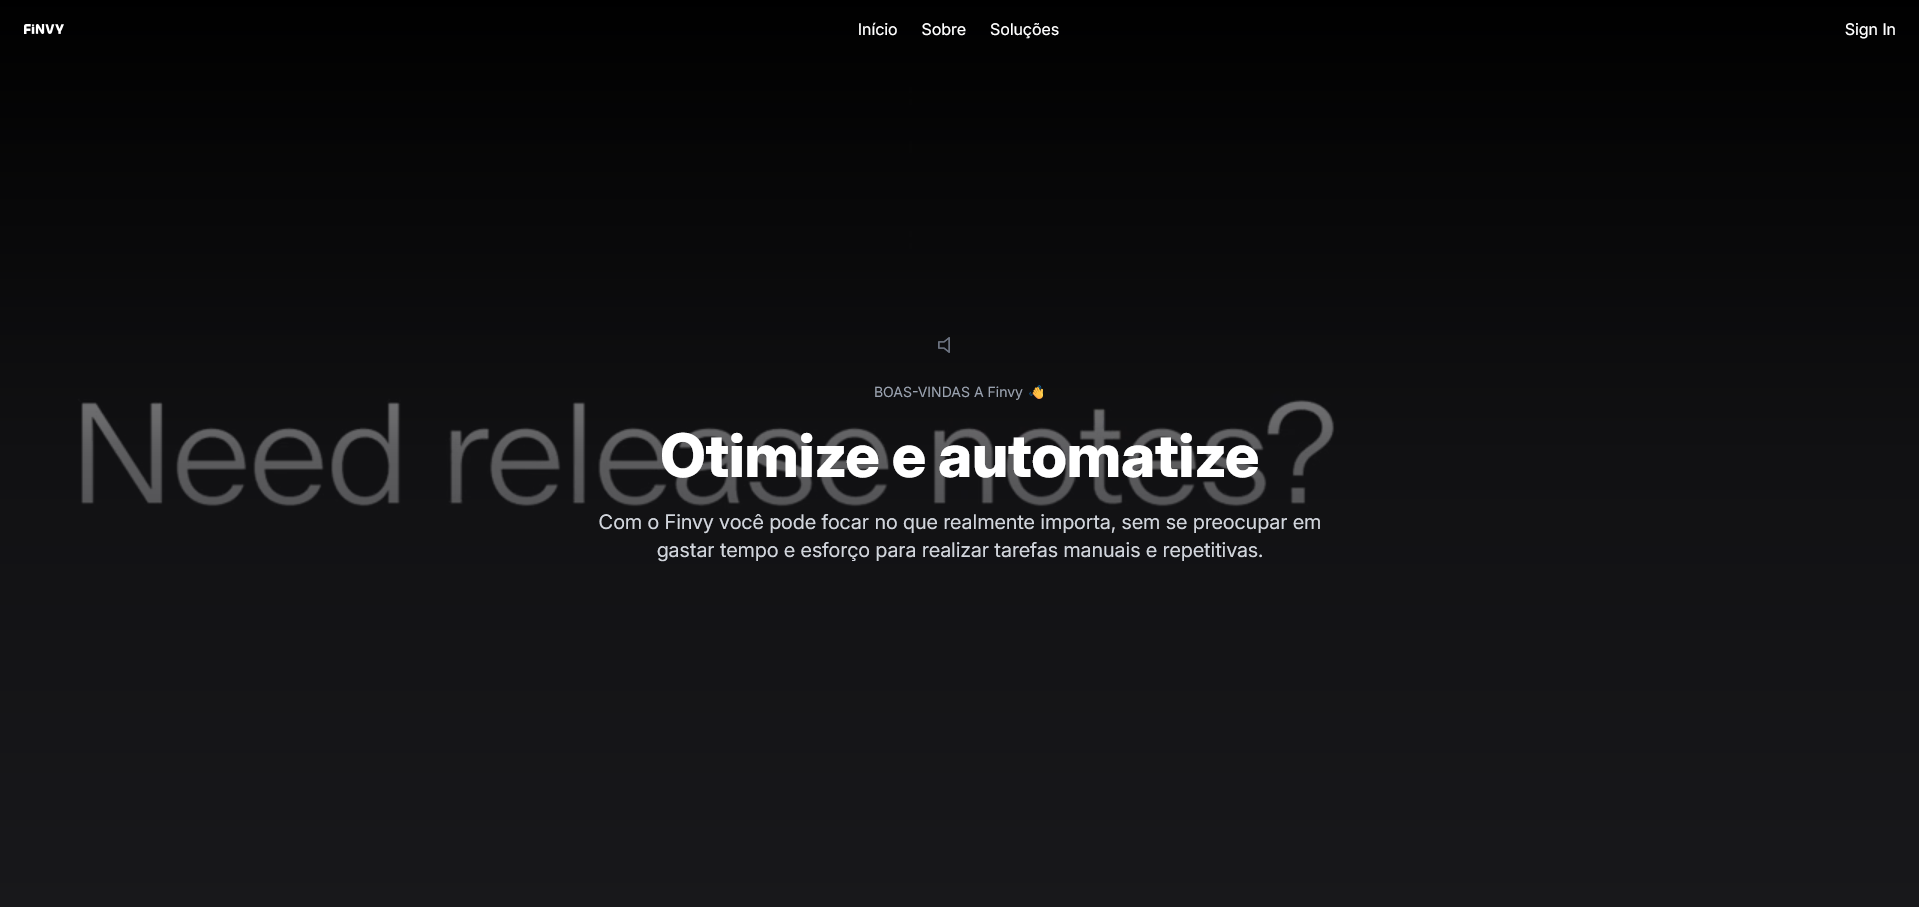 FiNVY
Início Sobre Soluções
Sign In
BOAS-VINDAS A Finvy 👋
Need release notes?
Otimize e automatize
Com o Finvy você pode focar no que realmente importa, sem se preocupar em
gastar tempo e esforço para realizar tarefas manuais e repetitivas.